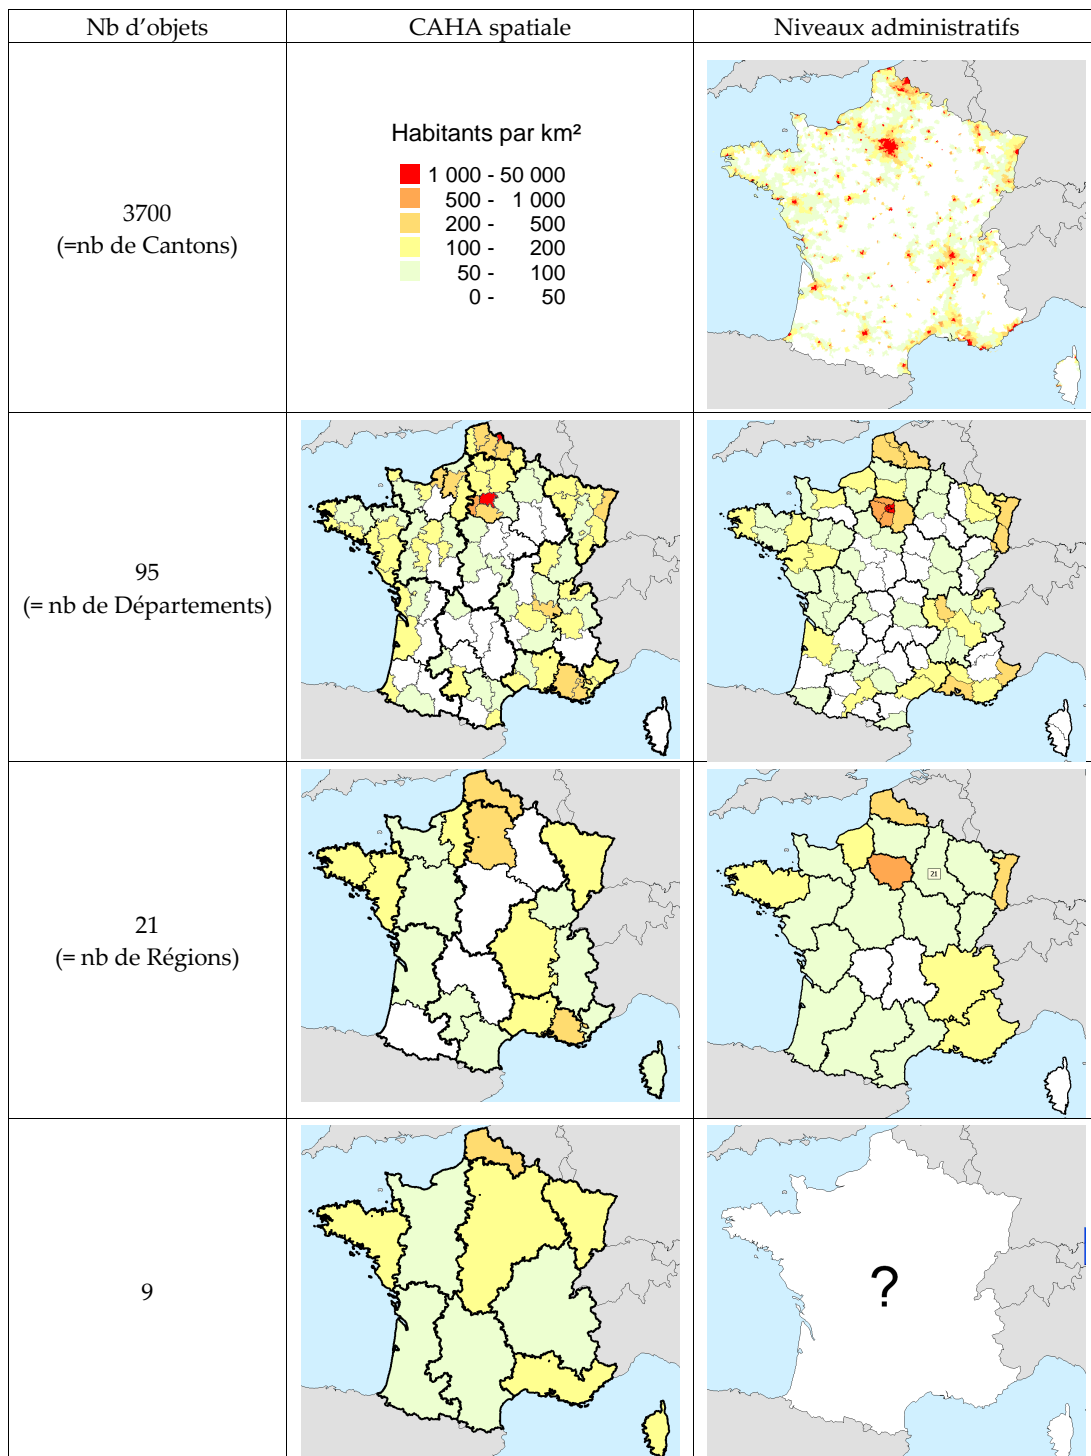 Nb d'objets
CAHA spatiale
Niveaux administratifs
3700
(=nb de Cantons)
Habitants par km²
1 000 - 50 000
500 - 1 000
200 - 500
100 - 200
50 - 100
0 - 50
95
(= nb de Départements)
21
(= nb de Régions)
21
9
?